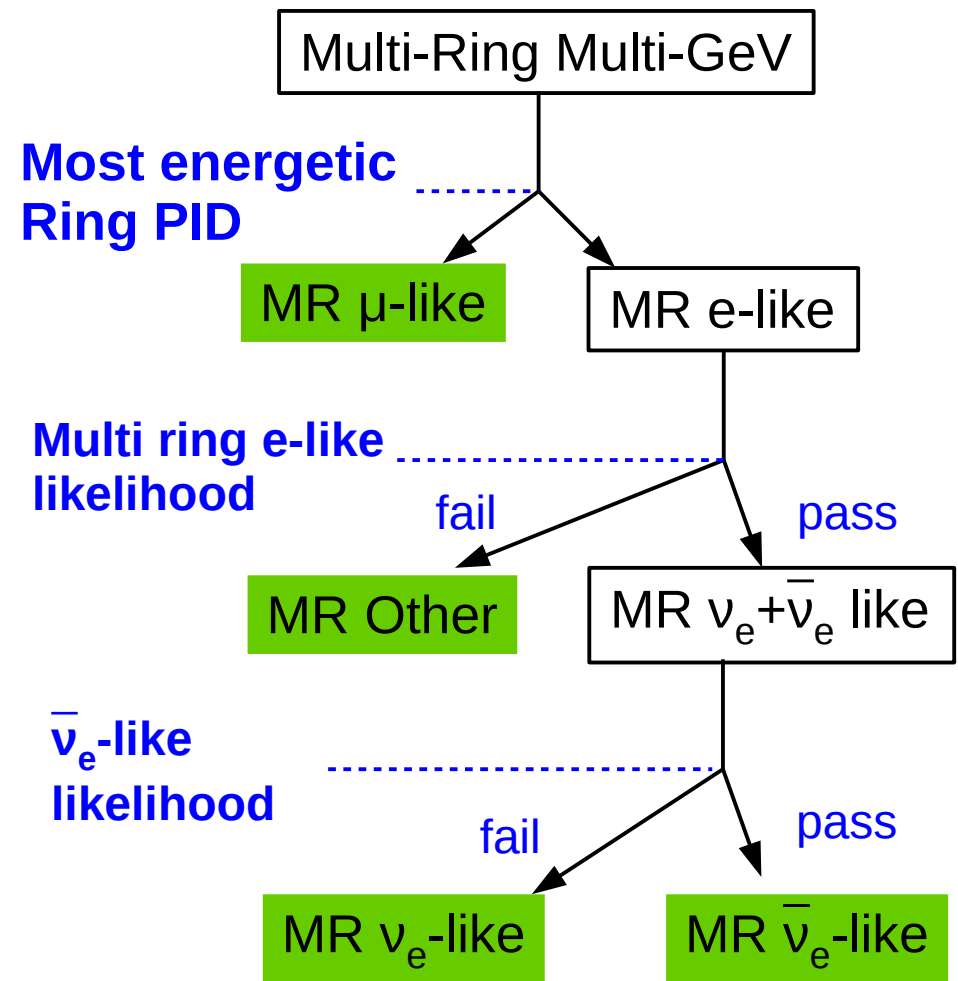 Multi-Ring Multi-GeV
Most energetic
Ring PID
MR μ-like
MR e-like
Multi ring e-like
likelihood
fail
pass
MR Other
MR νₑ+ν̅ₑ like
ν̅ₑ-like
likelihood
fail
pass
MR νₑ-like
MR ν̅ₑ-like